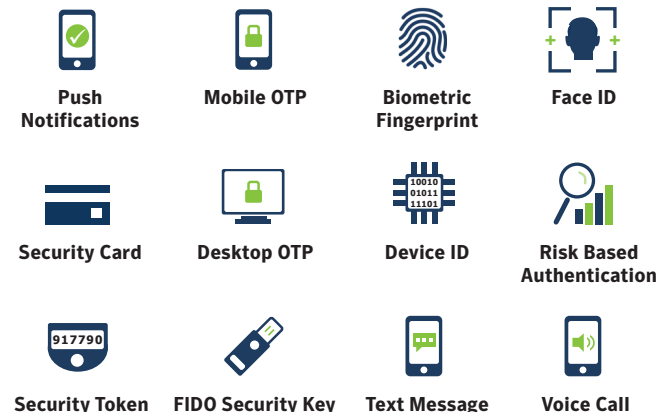 Push
Notifications
Mobile OTP
Biometric
Fingerprint
Face ID
10010
01011
11101
Security Card
Desktop OTP
Device ID
Risk Based
Authentication
917790
Security Token
FIDO Security Key
Text Message
Voice Call